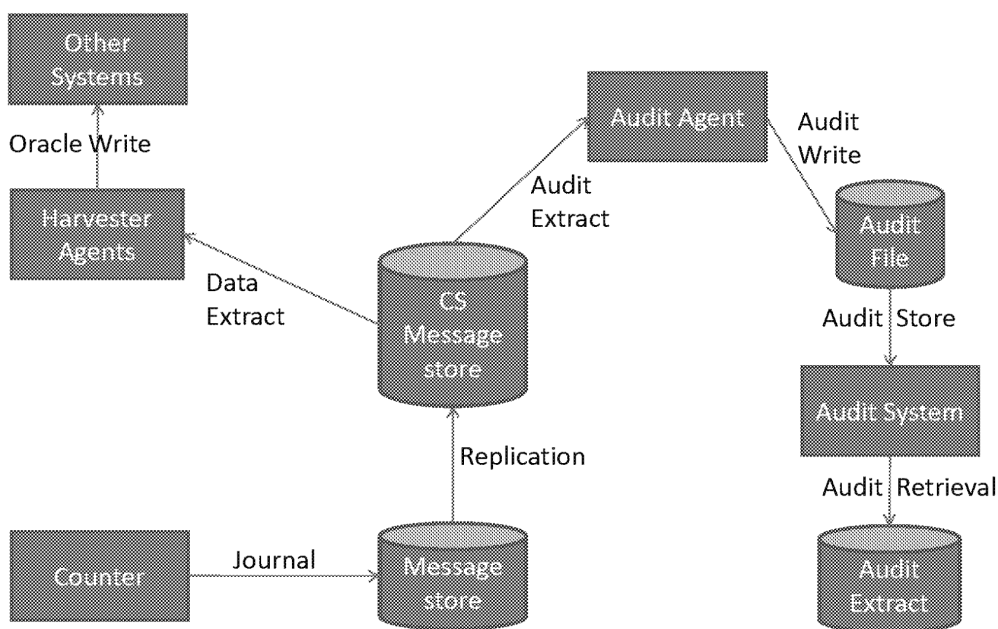 Other
Systems
Oracle Write
Harvester
Agents
Data
Extract
CS
Message
store
Audit
Extract
Audit Agent
Audit
Write
Audit
File
Audit Store
Audit System
Audit Retrieval
Audit
Extract
Replication
Counter
Journal
Message
store